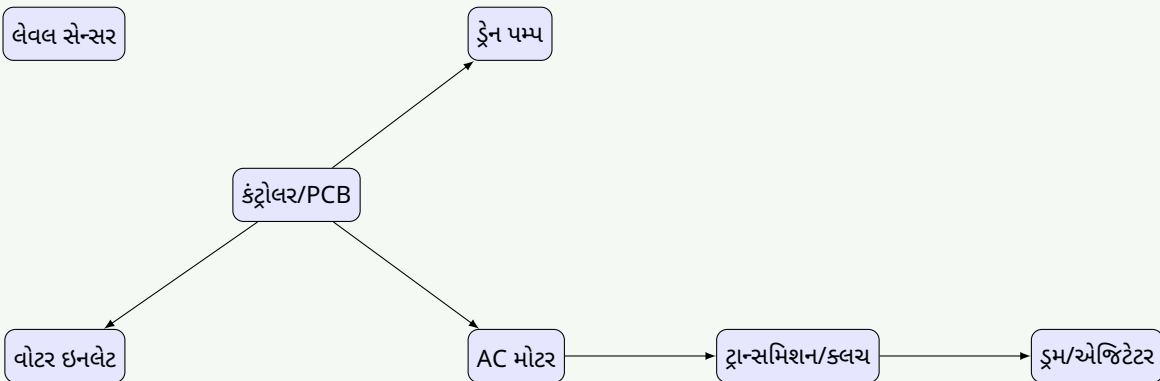 લેવલ સેન્સર
ડ્રેન પમ્પ
કંટ્રોલર/PCB
વોટર ઇનલેટ
AC મોટર
ટ્રાન્સમિશન/ક્લચ
ડ્રમ/એજિટેટર